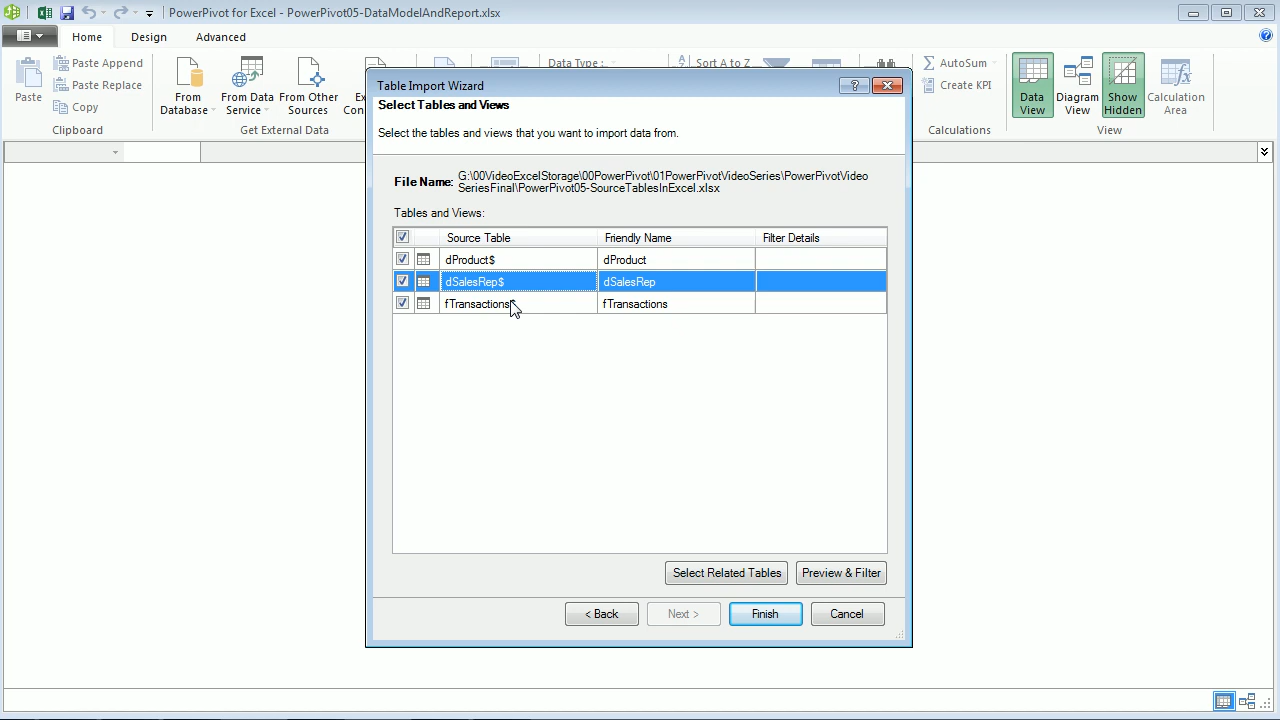 PowerPivot for Excel - PowerPivot05-DataModelAndReport.xlsx
Home Design Advanced
Paste
Paste Append
Paste Replace
Copy
Clipboard
From Database
From Data Service
From Other Sources
Get External Data
Data Type :
Sort A to Z
AutoSum
Create KPI
Calculations
Data View
Diagram View
Show Hidden
Calculation Area
View
Table Import Wizard
Select Tables and Views
Select the tables and views that you want to import data from.
File Name: G:\00VideoExcelStorage\00PowerPivot\01PowerPivotVideoSeries\PowerPivotVideo
SeriesFinal\PowerPivot05-SourceTablesInExcel.xlsx
Tables and Views:
Source Table Friendly Name Filter Details
dProduct$ dProduct
dSalesRep$ dSalesRep
fTransactions$ fTransactions
Select Related Tables Preview & Filter
< Back Next > Finish Cancel